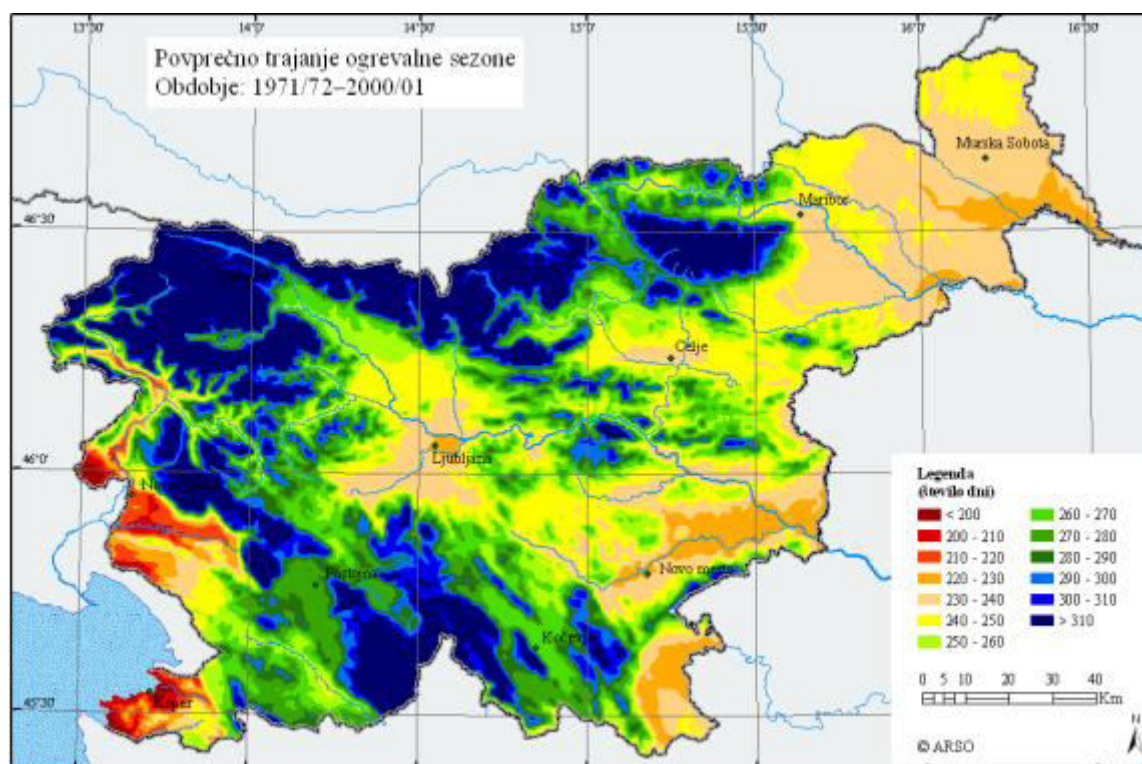 13°30'
14°0'
14°30'
15°0'
15°30'
16°0'
16°30'
Povprečno trajanje ogrevalne sezone
Obdobje: 1971/72–2000/01
Murska Sobota
Maribor
46°30'
Celje
Ljubljana
46°0'
Nova
Novo mesto
Postojna
Kočevje
Koper
45°30'
Legenda
(število dni)
< 200
200 - 210
210 - 220
220 - 230
230 - 240
240 - 250
250 - 260
260 - 270
270 - 280
280 - 290
290 - 300
300 - 310
> 310
0 5 10 20 30 40
Km
N
© ARSO